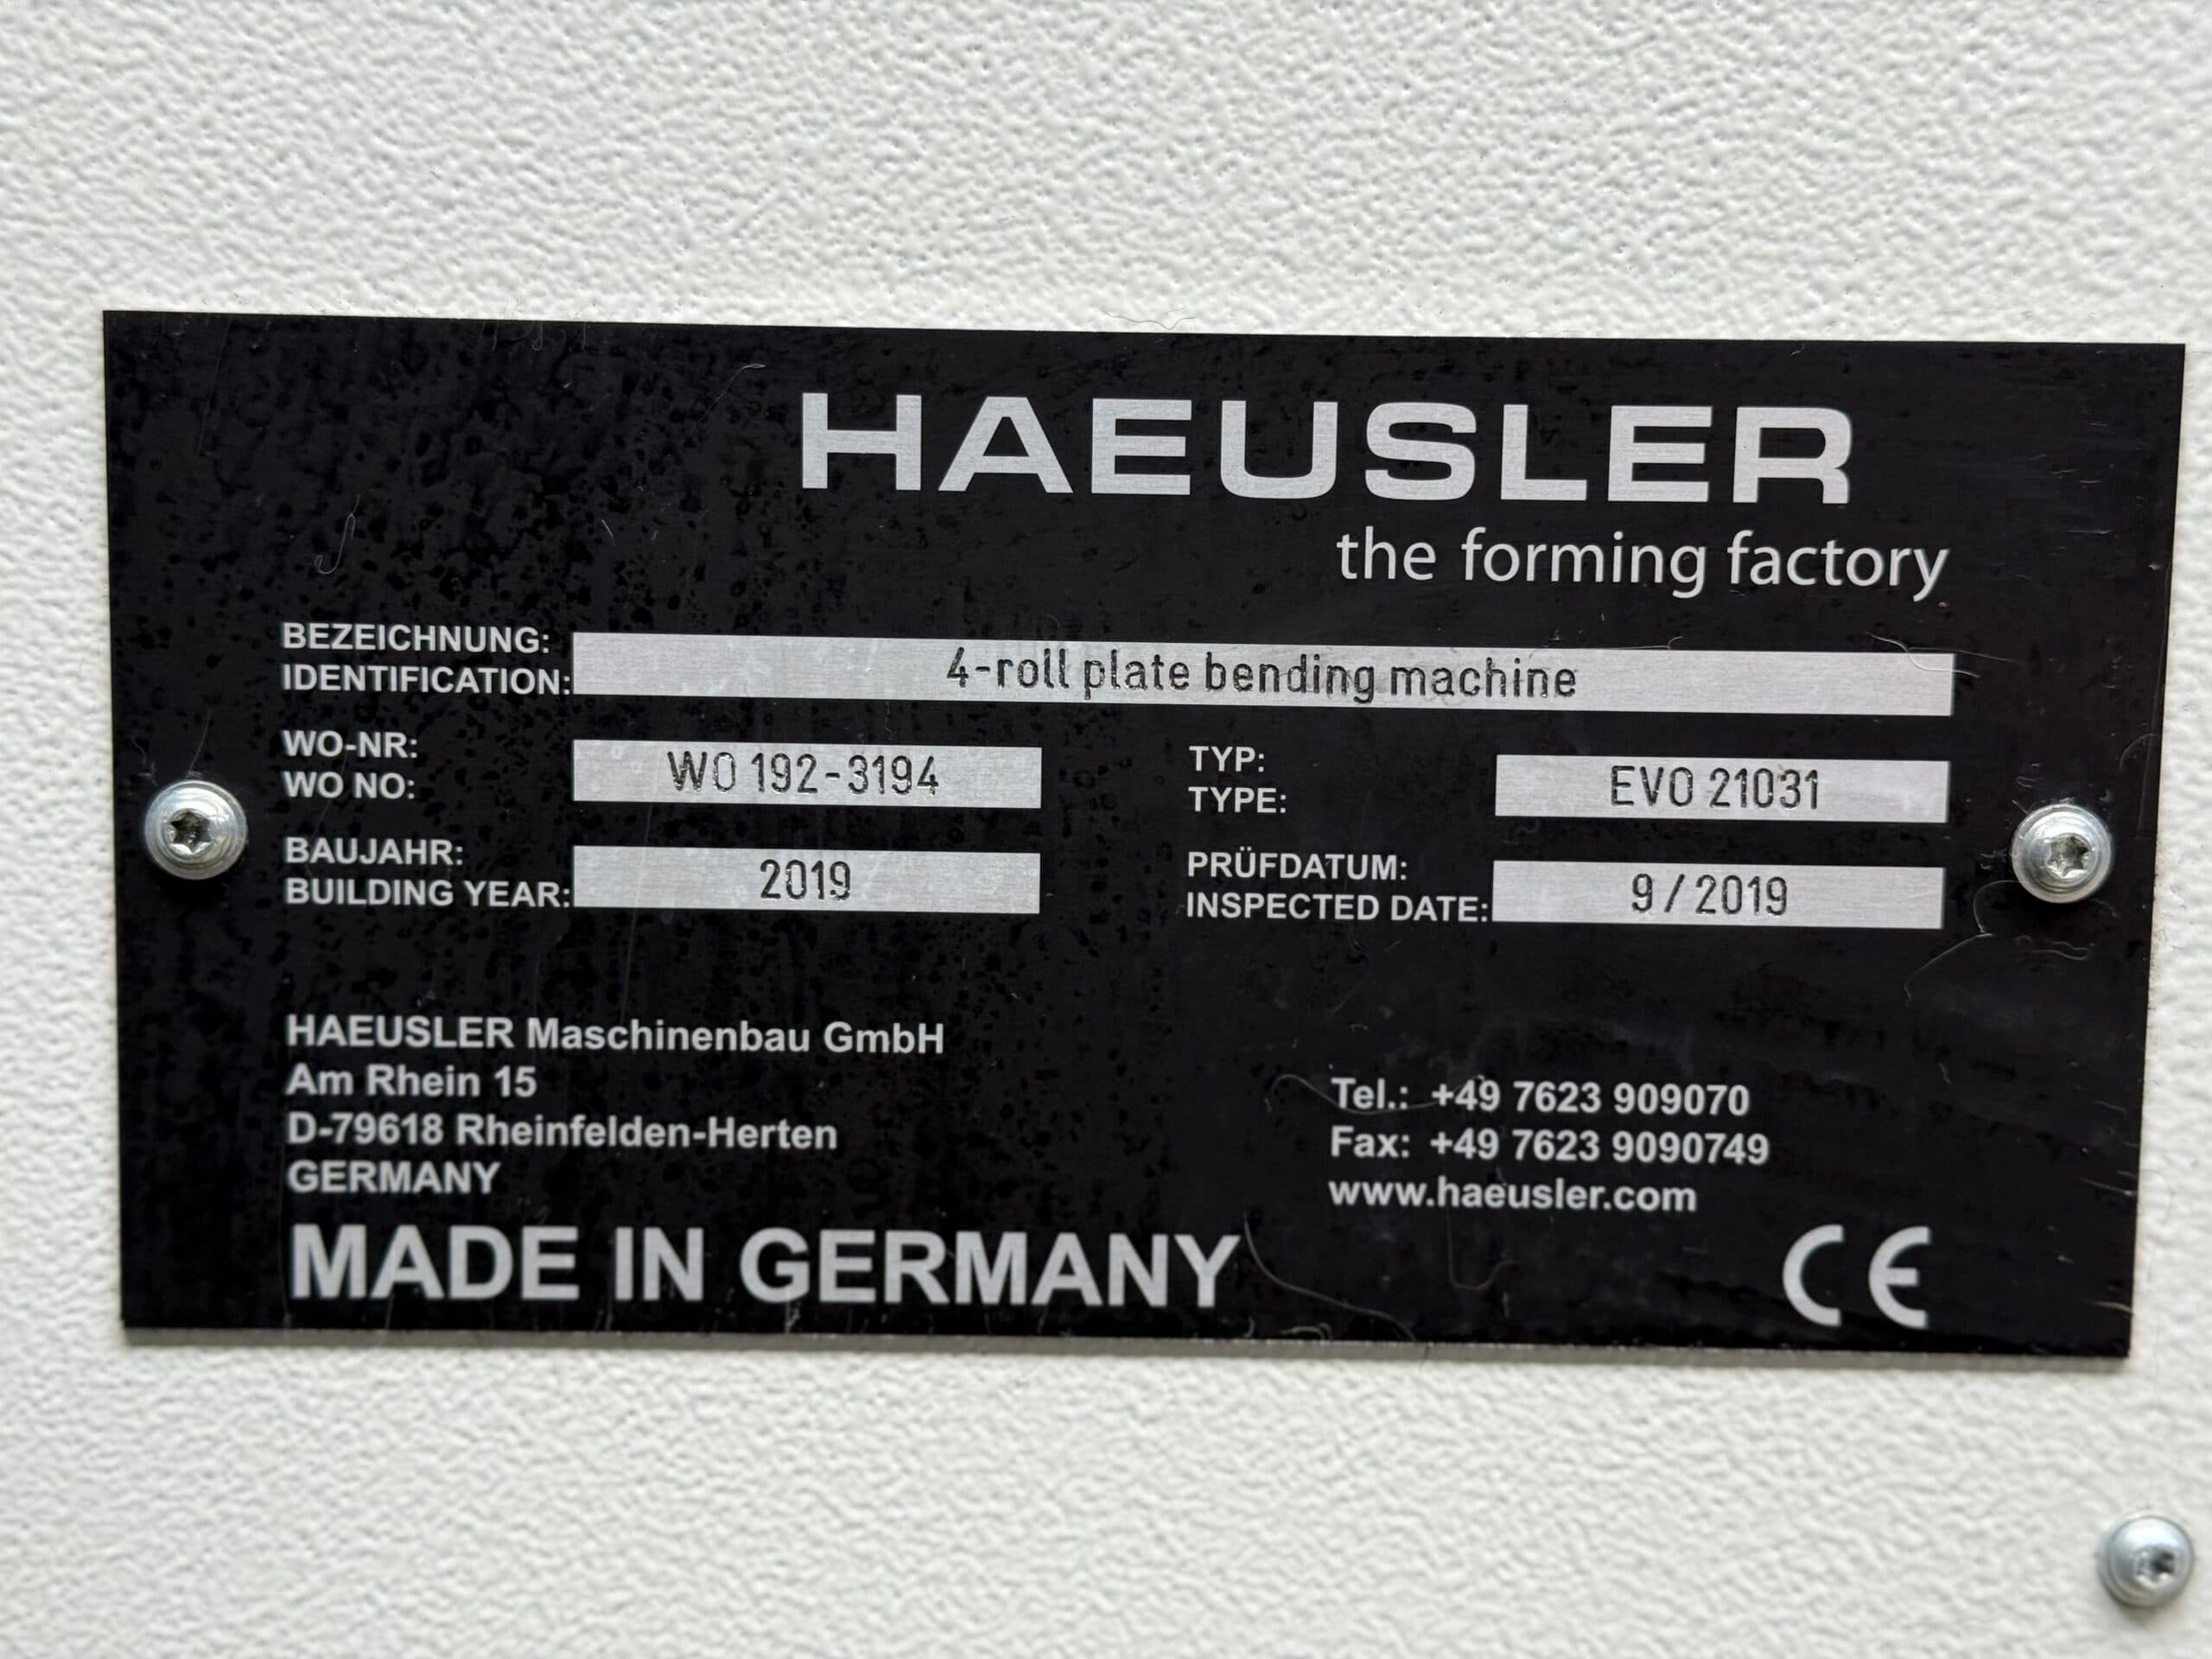 HAEUSLER
the forming factory
BEZEICHNUNG:
IDENTIFICATION: 4-roll plate bending machine
WO-NR:
WO NO: WO 192-3194
TYP:
TYPE: EVO 21031
BAUJAHR:
BUILDING YEAR: 2019
PRÜFDATUM:
INSPECTED DATE: 9/2019
HAEUSLER Maschinenbau GmbH
Am Rhein 15
D-79618 Rheinfelden-Herten
GERMANY
Tel.: +49 7623 909070
Fax: +49 7623 9090749
www.haeusler.com
MADE IN GERMANY
CE